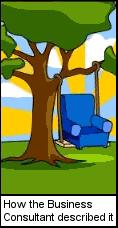 How the Business
Consultant described it